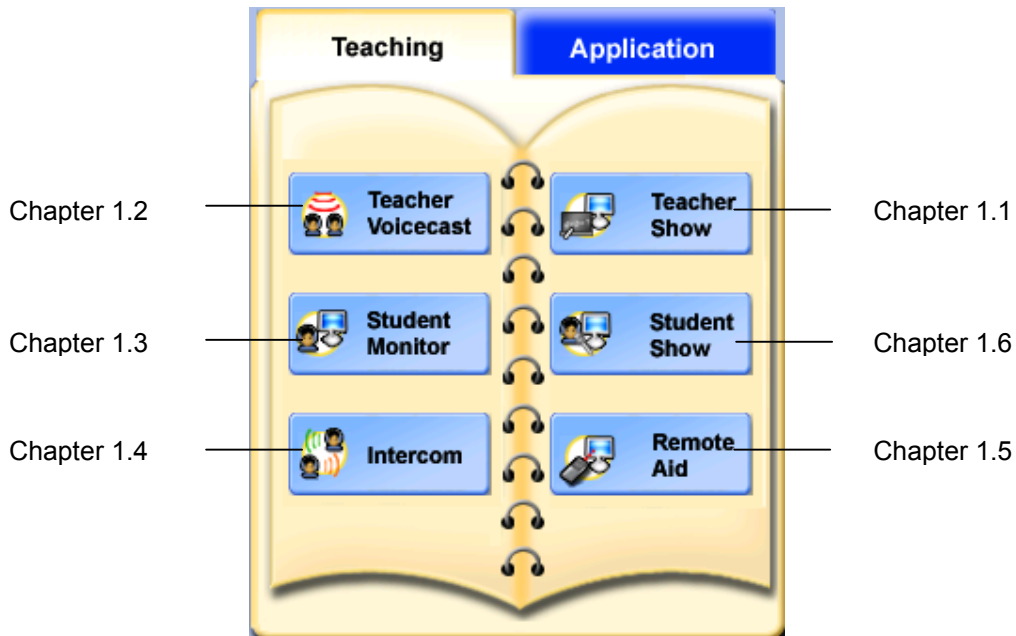 Teaching
Application
Chapter 1.2
Teacher
Voicecast
Teacher
Show
Chapter 1.1
Chapter 1.3
Student
Monitor
Student
Show
Chapter 1.6
Chapter 1.4
Intercom
Remote
Aid
Chapter 1.5